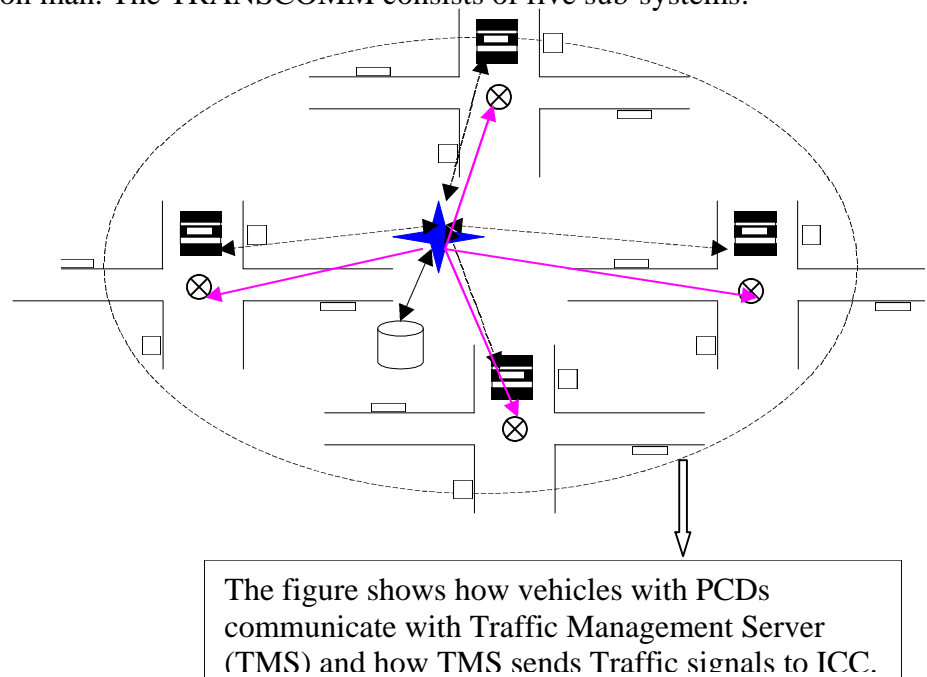 on man. The TRANSCOMM consists of five sub-systems.
The figure shows how vehicles with PCDs
communicate with Traffic Management Server
(TMS) and how TMS sends Traffic signals to ICC.